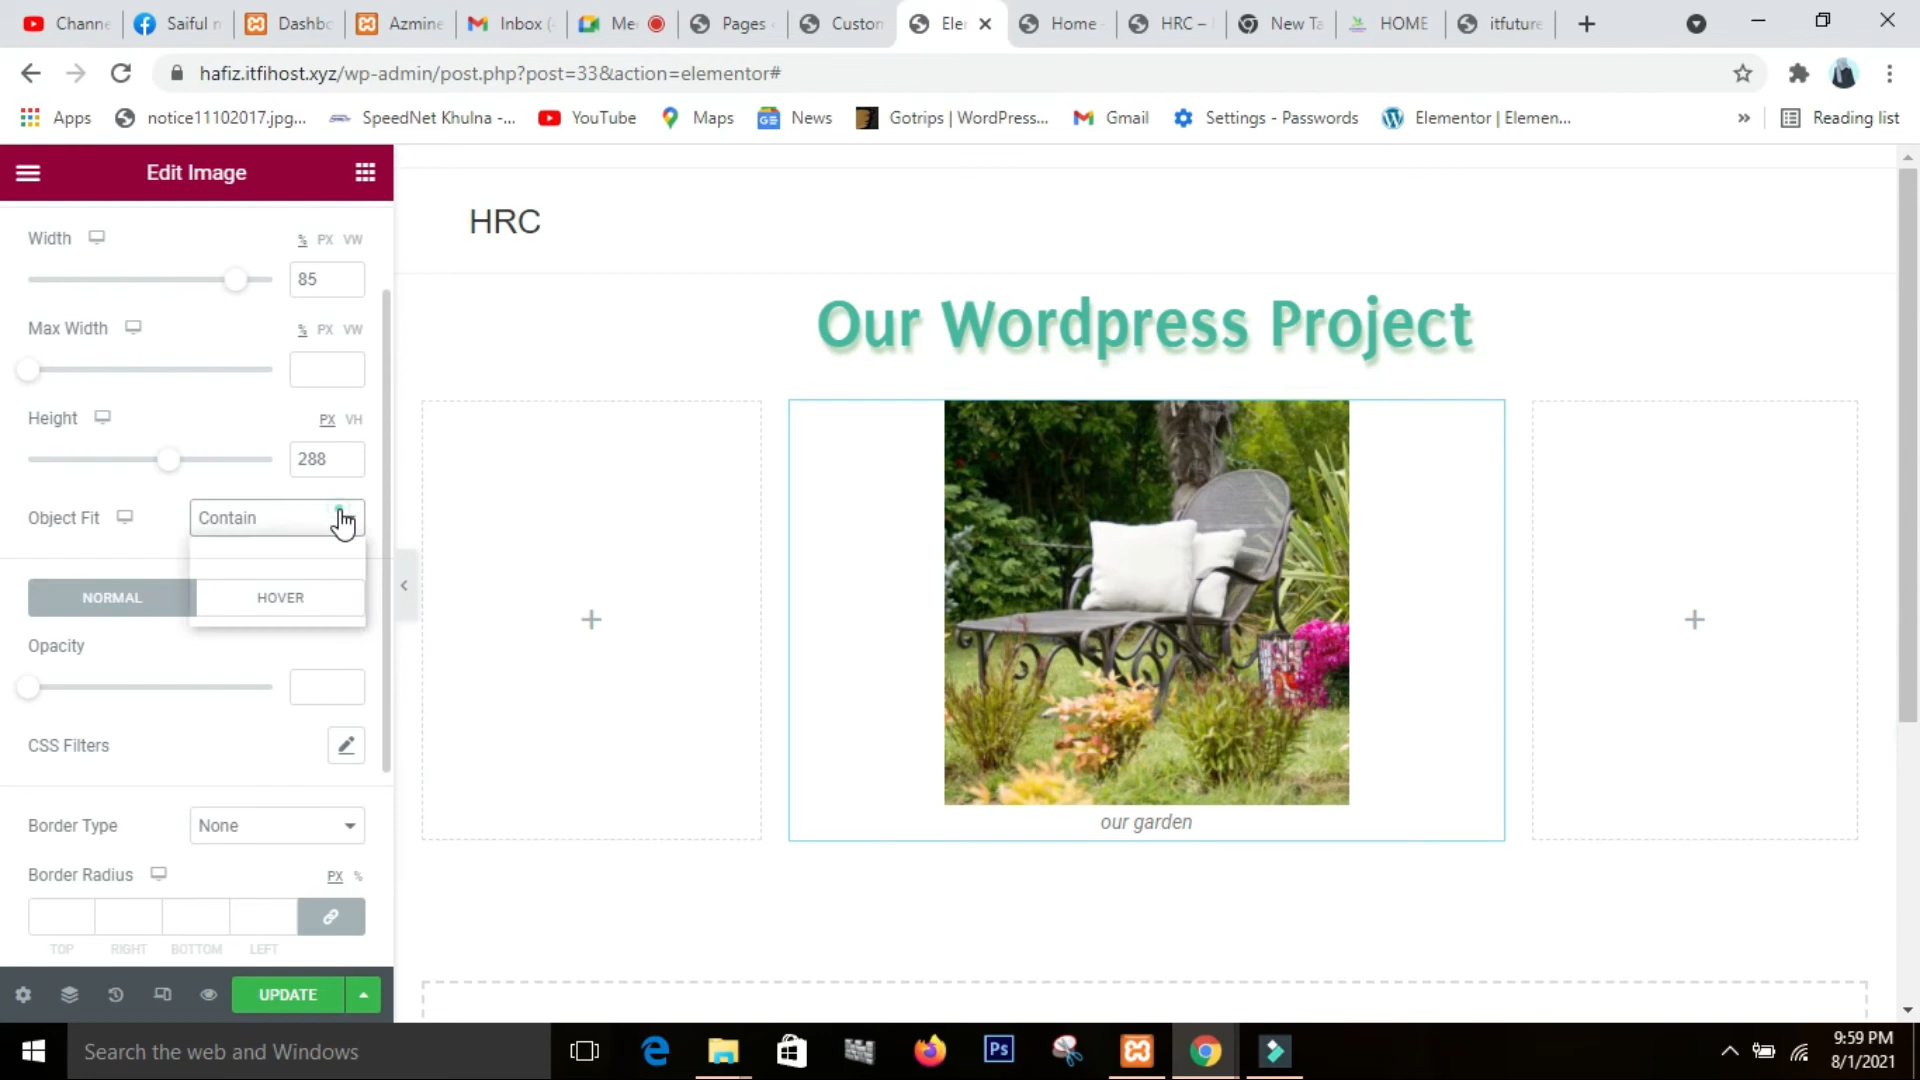 Channe
Saiful n
Dashbo
Azmine
Inbox (
Mee
Pages
Custom
Ele
Home -
HRC –
New Ta
HOME
itfuture
hafiz.itfihost.xyz/wp-admin/post.php?post=33&action=elementor#
Apps
notice11102017.jpg...
SpeedNet Khulna -...
YouTube
Maps
News
Gotrips | WordPress...
Gmail
Settings - Passwords
Elementor | Elemen...
»
Reading list
Edit Image
HRC
Width
% PX VW
85
Our Wordpress Project
Max Width
% PX VW
Height
PX VH
288
Object Fit
Contain
NORMAL
HOVER
Opacity
CSS Filters
our garden
Border Type
None
Border Radius
PX %
TOP RIGHT BOTTOM LEFT
UPDATE
Search the web and Windows
Ps
9:59 PM
8/1/2021